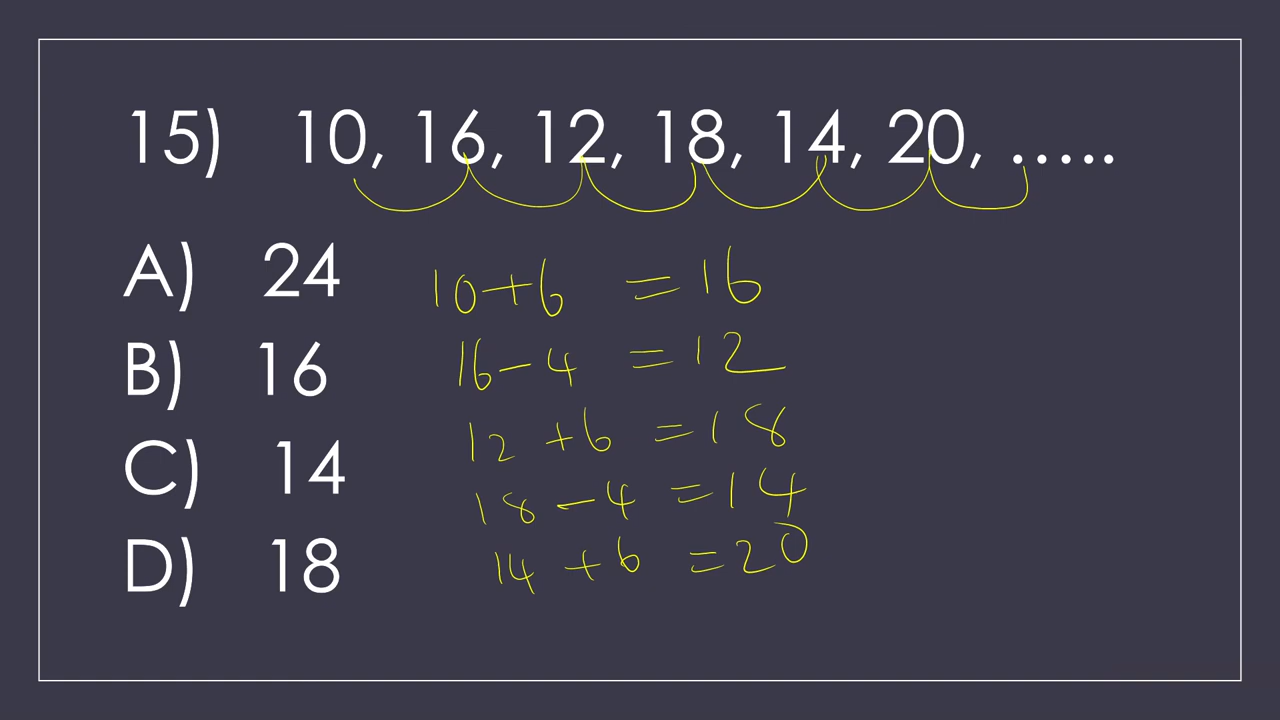 15) 10, 16, 12, 18, 14, 20, .....
A) 24
B) 16
C) 14
D) 18
10+6 =16
16-4 =12
12+6 =18
18-4 =14
14+6 =20